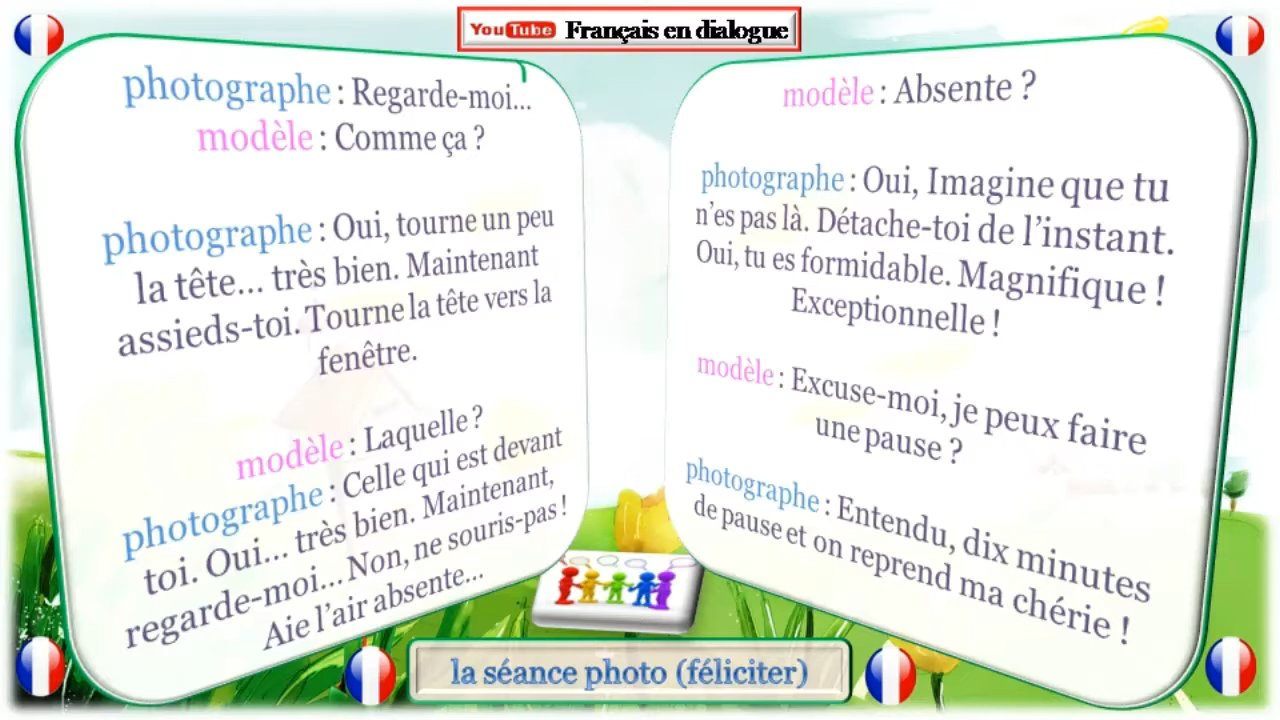 YouTube Français en dialogue
photographe : Regarde-moi...
modèle : Comme ça ?
photographe : Oui, tourne un peu
la tête... très bien. Maintenant
assieds-toi. Tourne la tête vers la
fenêtre.
modèle : Laquelle ?
photographe : Celle qui est devant
toi. Oui... très bien. Maintenant,
regarde-moi... Non, ne souris-pas !
Aie l'air absente...
modèle : Absente ?
photographe : Oui, Imagine que tu
n'es pas là. Détache-toi de l'instant.
Oui, tu es formidable. Magnifique !
Exceptionnelle !
modèle : Excuse-moi, je peux faire
une pause ?
photographe : Entendu, dix minutes
de pause et on reprend ma chérie !
la séance photo (féliciter)